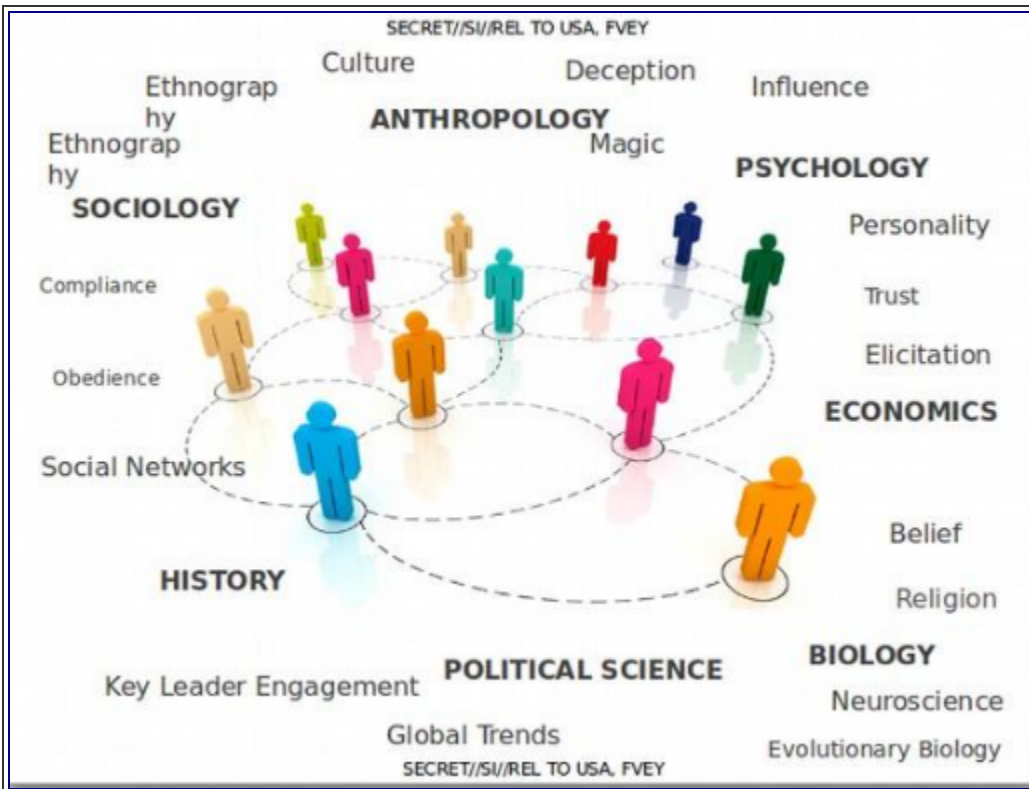 SECRET//SI//REL TO USA, FVEY
Culture
Deception
Influence
Ethnograp
hy
ANTHROPOLOGY
Magic
Ethnograp
hy
PSYCHOLOGY
SOCIOLOGY
Personality
Compliance
Trust
Elicitation
Obedience
ECONOMICS
Social Networks
Belief
HISTORY
Religion
BIOLOGY
POLITICAL SCIENCE
Key Leader Engagement
Neuroscience
Global Trends
Evolutionary Biology
SECRET//SI//REL TO USA, FVEY